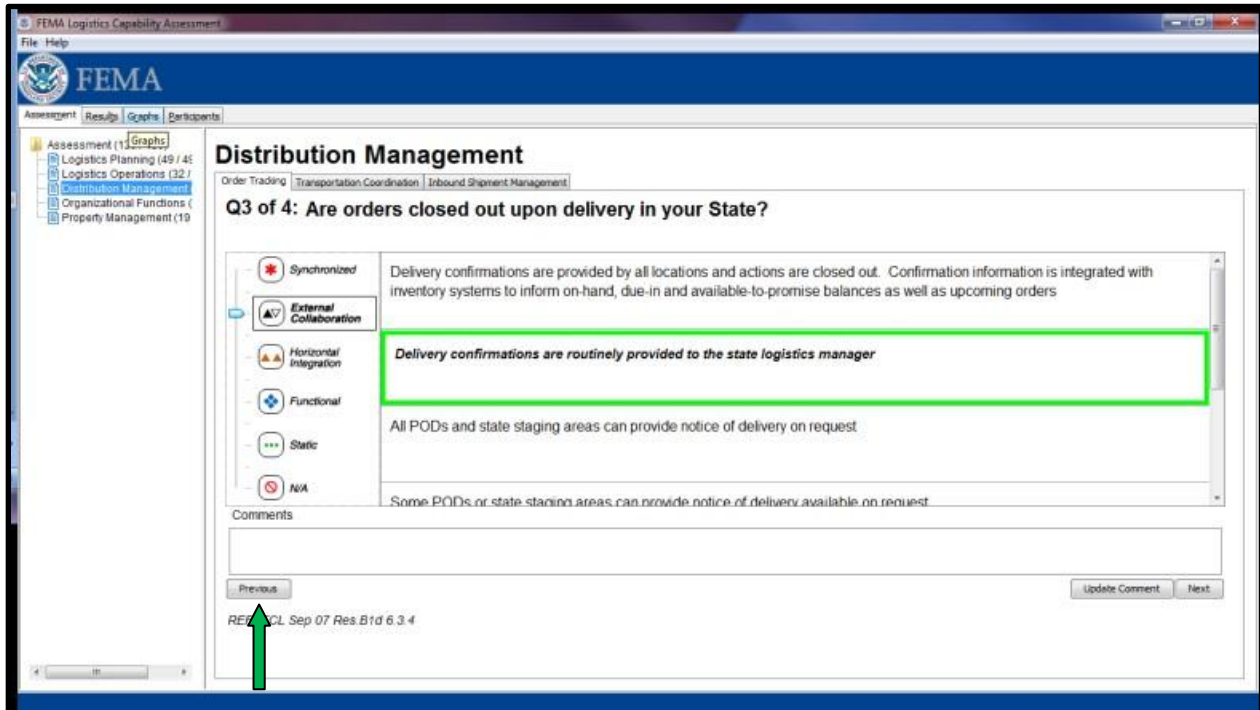 FEMA Logistics Capability Assessment
File Help
FEMA
Assessment Results Graphs Participants
Graphs
Assessment (13
Logistics Planning (49 / 49
Logistics Operations (32 /
Distribution Management
Organizational Functions (
Property Management (19
Distribution Management
Order Tracking Transportation Coordination Inbound Shipment Management
Q3 of 4: Are orders closed out upon delivery in your State?
Synchronized
External
Collaboration
Horizontal
Integration
Functional
Static
N/A
Delivery confirmations are provided by all locations and actions are closed out. Confirmation information is integrated with
inventory systems to inform on-hand, due-in and available-to-promise balances as well as upcoming orders
Delivery confirmations are routinely provided to the state logistics manager
All PODs and state staging areas can provide notice of delivery on request
Some PODs or state staging areas can provide notice of delivery available on request
Comments
Previous
Update Comment Next
CL Sep 07 Res.B1d 6.3.4